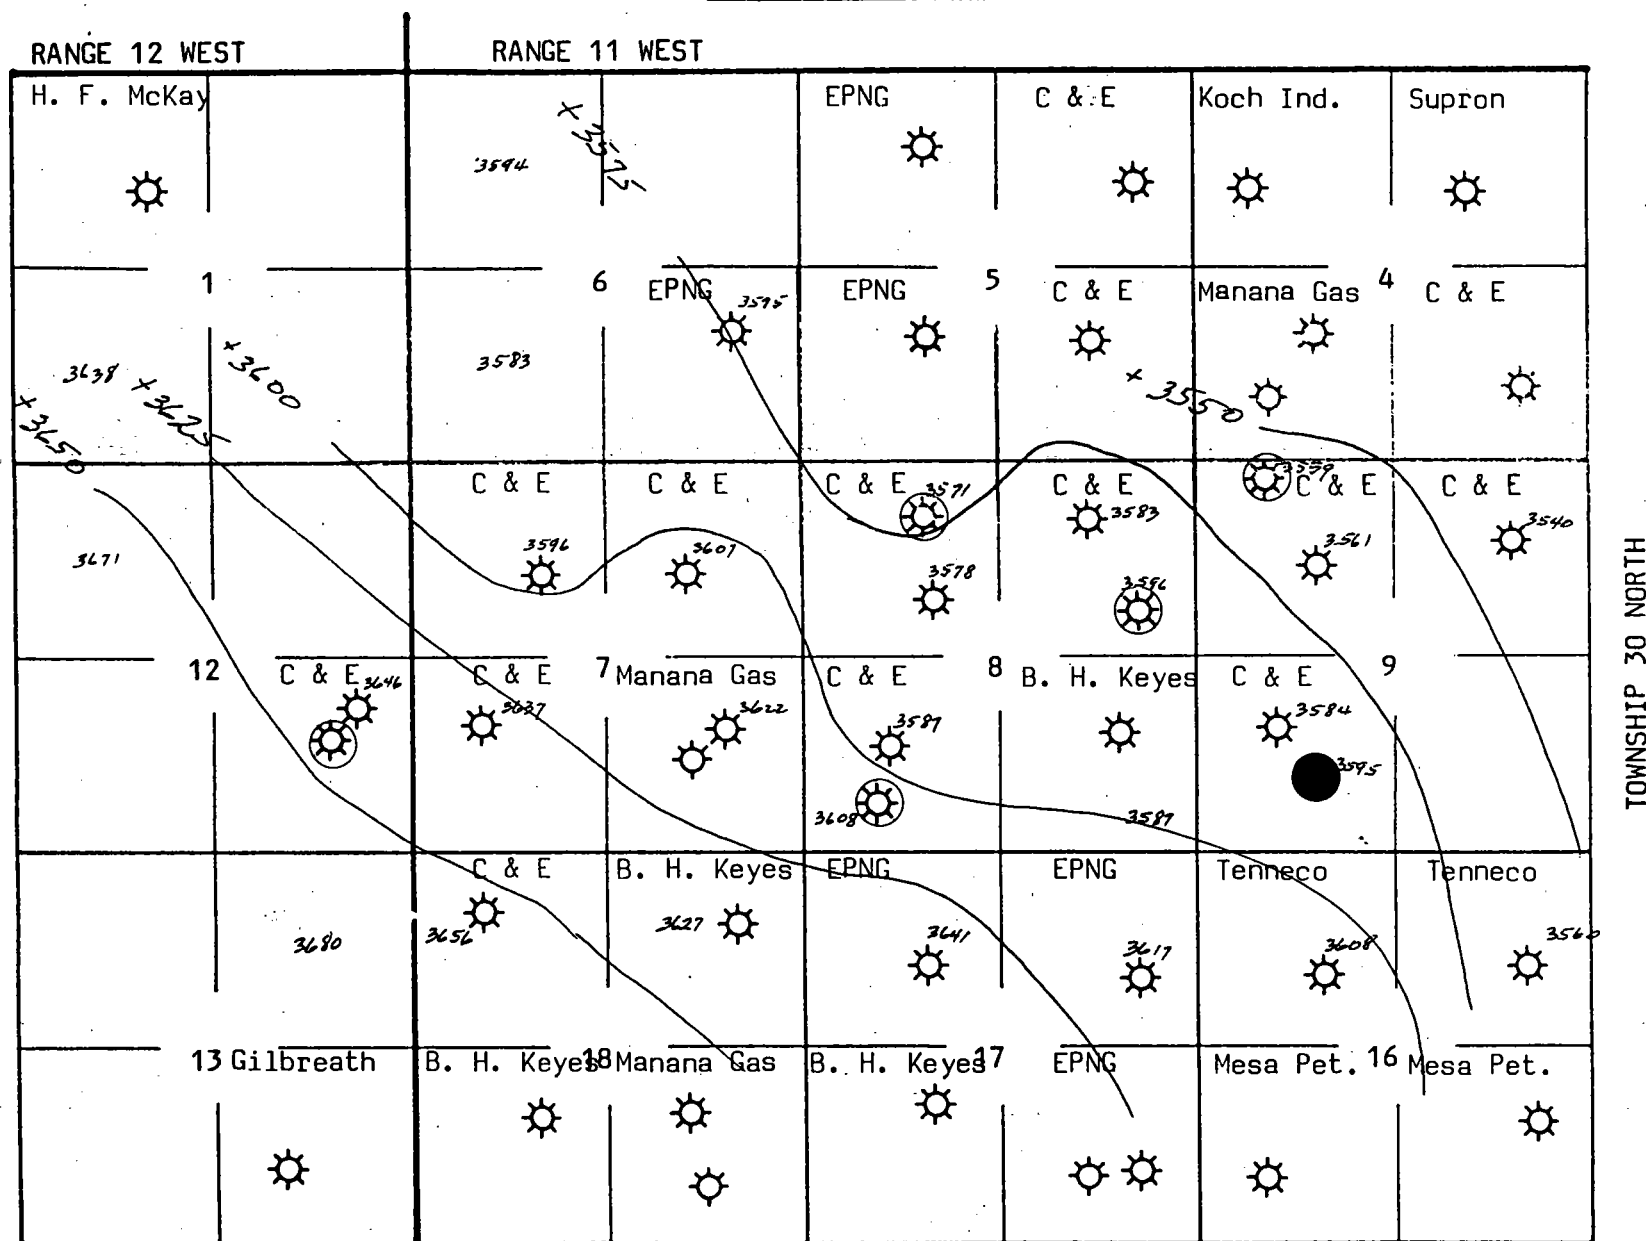 RANGE 12 WEST RANGE 11 WEST
H. F. McKay EPNG C & E Koch Ind. Supron
3594 + 3575
1 6 5 4
EPNG 3595 EPNG C & E Manana Gas C & E
3638 + 3600 3583 + 3550
+ 3650 + 3625
C & E C & E C & E 3571 C & E 3559 C & E C & E
3671 3596 3607 3578 3583 3561 3540
3596
12 7 8 9
C & E 3646 C & E Manana Gas C & E B. H. Keyes C & E
3637 3622 3587 3584
3608 3587 3595
C & E B. H. Keyes EPNG EPNG Tenneco Tenneco
3680 3656 3627 3641 3617 3608 3560
13 Gilbreath B. H. Keyes 18 Manana Gas B. H. Keyes 17 EPNG Mesa Pet. 16 Mesa Pet.
TOWNSHIP 30 NORTH